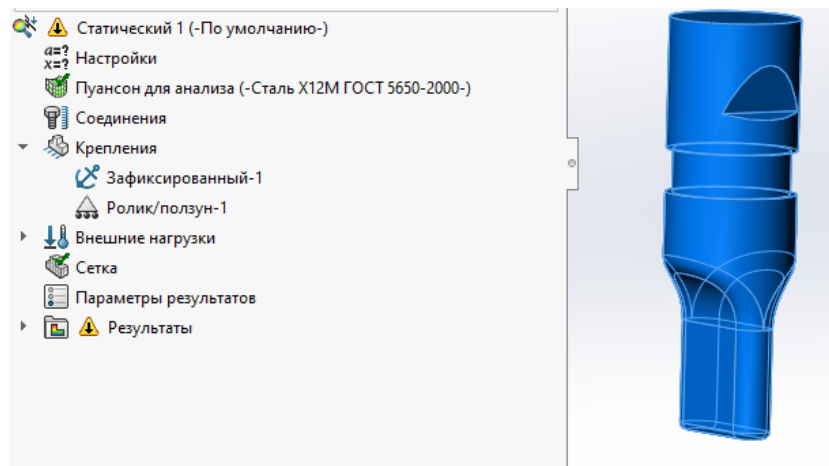 Статический 1 (-По умолчанию-)
a=?
x=?
Настройки
Пуансон для анализа (-Сталь Х12М ГОСТ 5650-2000-)
Соединения
Крепления
Зафиксированный-1
Ролик/ползун-1
Внешние нагрузки
Сетка
Параметры результатов
Результаты